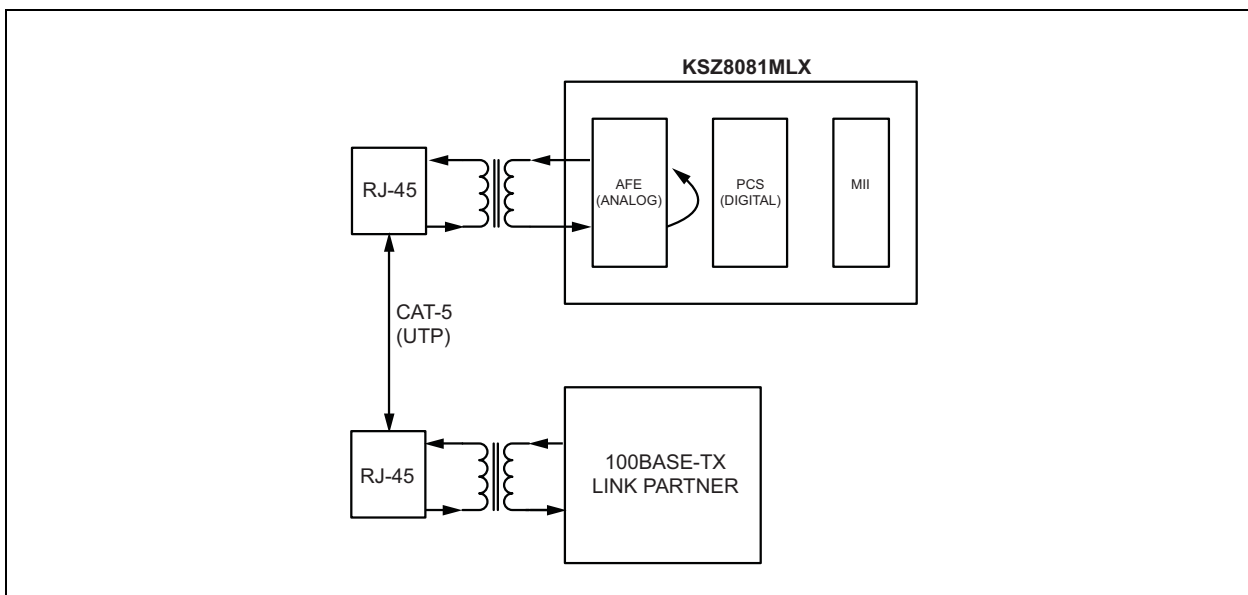 KSZ8081MLX
RJ-45
AFE
(ANALOG)
PCS
(DIGITAL)
MII
CAT-5
(UTP)
RJ-45
100BASE-TX
LINK PARTNER